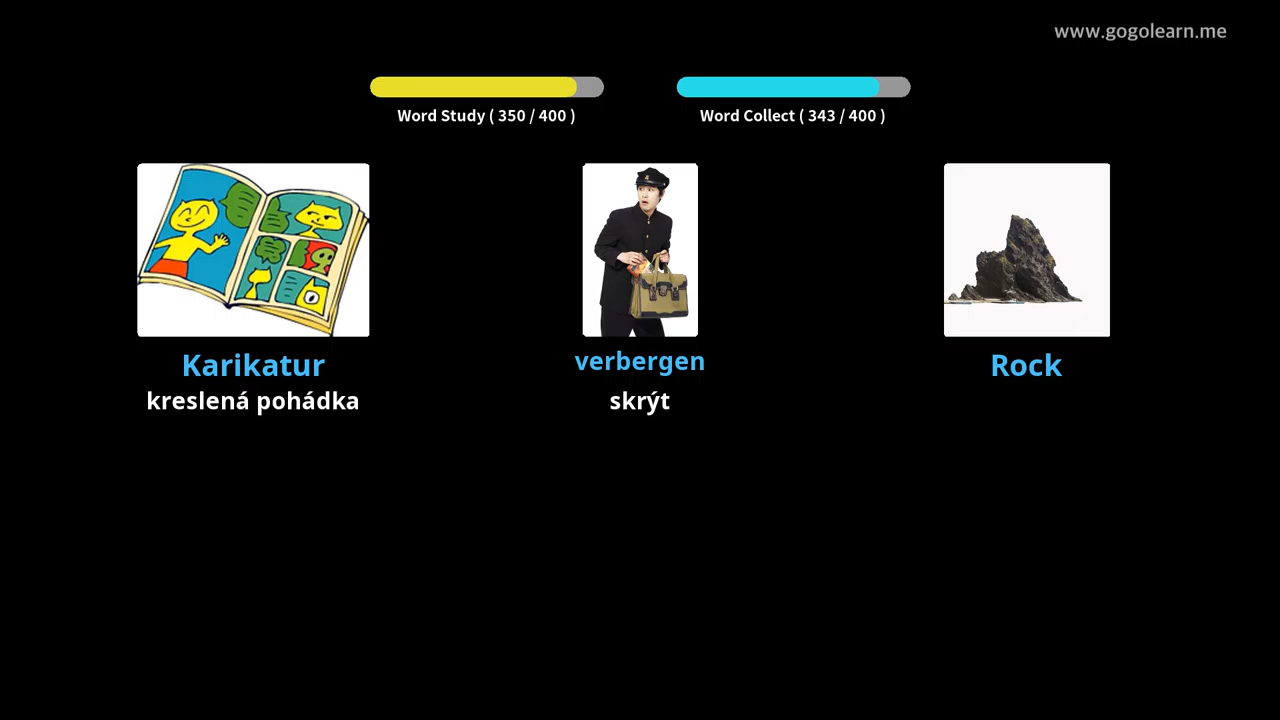 www.gogolearn.me
Word Study ( 350 / 400 )
Word Collect ( 343 / 400 )
Karikatur
kreslená pohádka
verbergen
skrýt
Rock